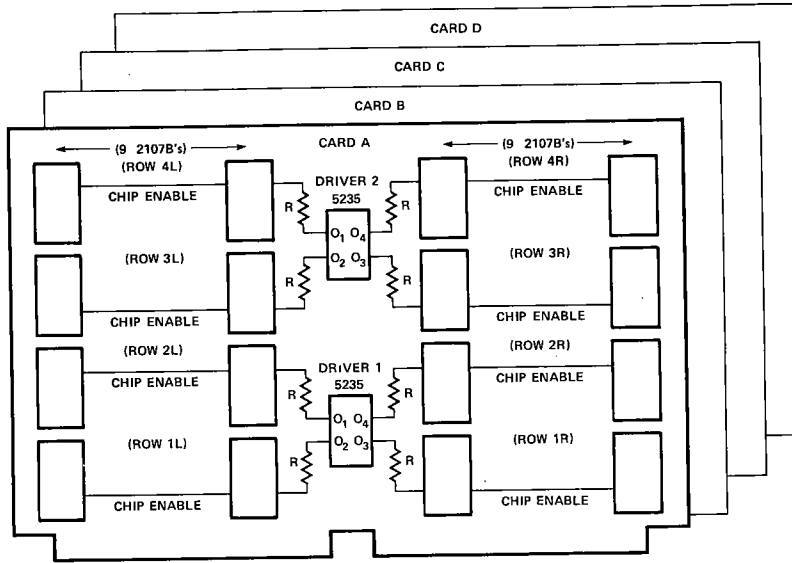 CARD D
CARD C
CARD B
CARD A
(9 2107B's)
(ROW 4L)
(9 2107B's)
(ROW 4R)
CHIP ENABLE
R
DRIVER 2
5235
R
CHIP ENABLE
O1 O4
O2 O3
(ROW 3L)
R
R
(ROW 3R)
CHIP ENABLE
CHIP ENABLE
(ROW 2L)
(ROW 2R)
CHIP ENABLE
R
DRIVER 1
5235
R
CHIP ENABLE
O1 O4
O2 O3
(ROW 1L)
R
R
(ROW 1R)
CHIP ENABLE
CHIP ENABLE